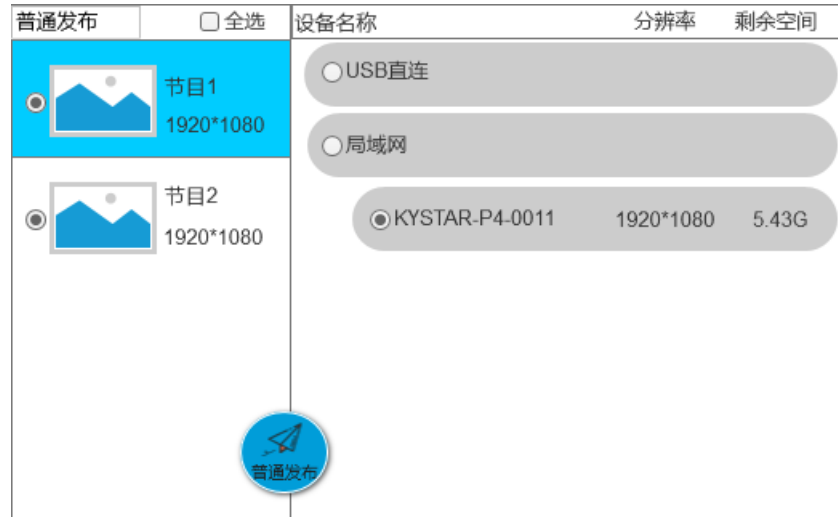 普通发布 全选 设备名称 分辨率 剩余空间
节目1
1920*1080
节目2
1920*1080
USB直连
局域网
KYSTAR-P4-0011 1920*1080 5.43G
普通发布